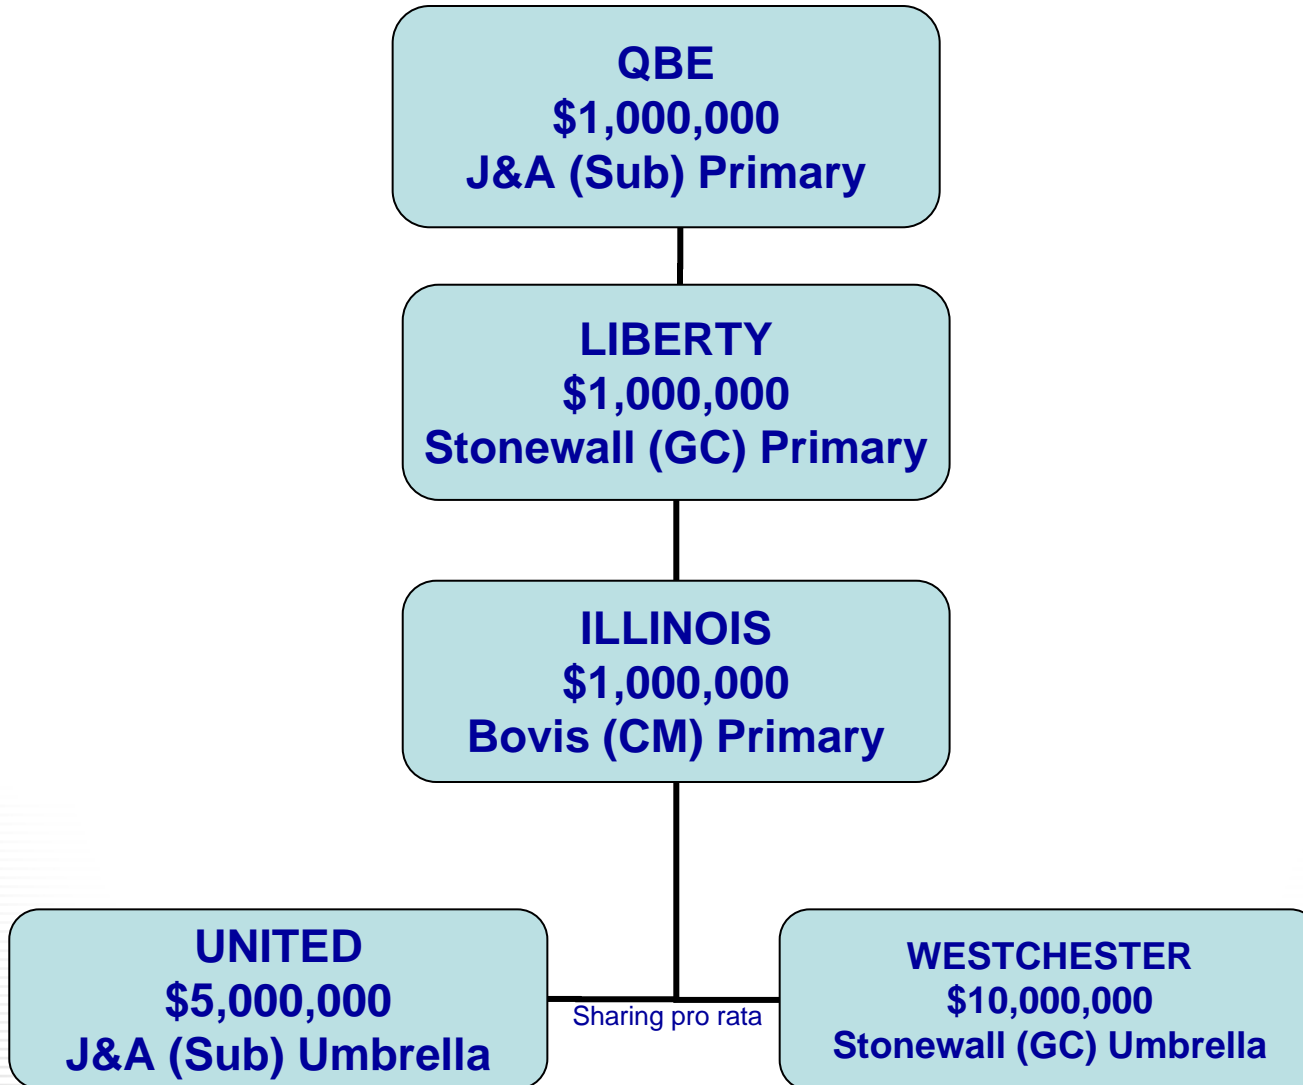 QBE
$1,000,000
J&A (Sub) Primary
LIBERTY
$1,000,000
Stonewall (GC) Primary
ILLINOIS
$1,000,000
Bovis (CM) Primary
UNITED
$5,000,000
J&A (Sub) Umbrella
Sharing pro rata
WESTCHESTER
$10,000,000
Stonewall (GC) Umbrella